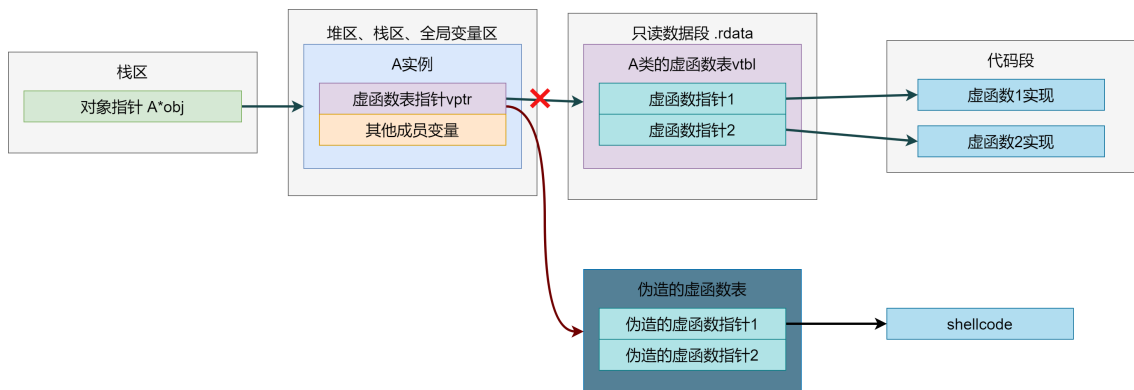 栈区
对象指针 A*obj
堆区、栈区、全局变量区
A实例
虚函数表指针vptr
其他成员变量
只读数据段 .rdata
A类的虚函数表vtbl
虚函数指针1
虚函数指针2
代码段
虚函数1实现
虚函数2实现
伪造的虚函数表
伪造的虚函数指针1
伪造的虚函数指针2
shellcode